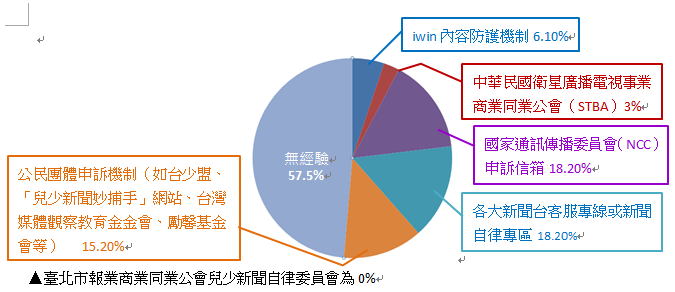 iwin 內容防護機制 6.10%
中華民國衛星廣播電視事業
商業同業公會（STBA）3%
國家通訊傳播委員會（NCC）
申訴信箱 18.20%
各大新聞台客服專線或新聞
自律專區 18.20%
無經驗
57.5%
公民團體申訴機制（如台少盟、
「兒少新聞妙捕手」網站、台灣
媒體觀察教育金金會、勵馨基金
會等） 15.20%
▲臺北市報業商業同業公會兒少新聞自律委員會為 0%